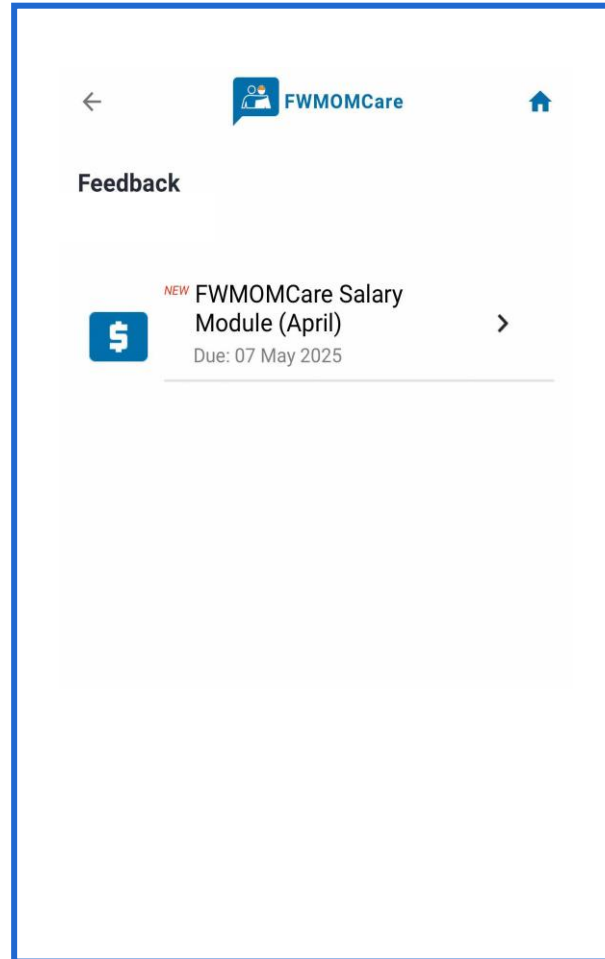 FWMOMCare
Feedback
NEW FWMOMCare Salary
Module (April)
Due: 07 May 2025